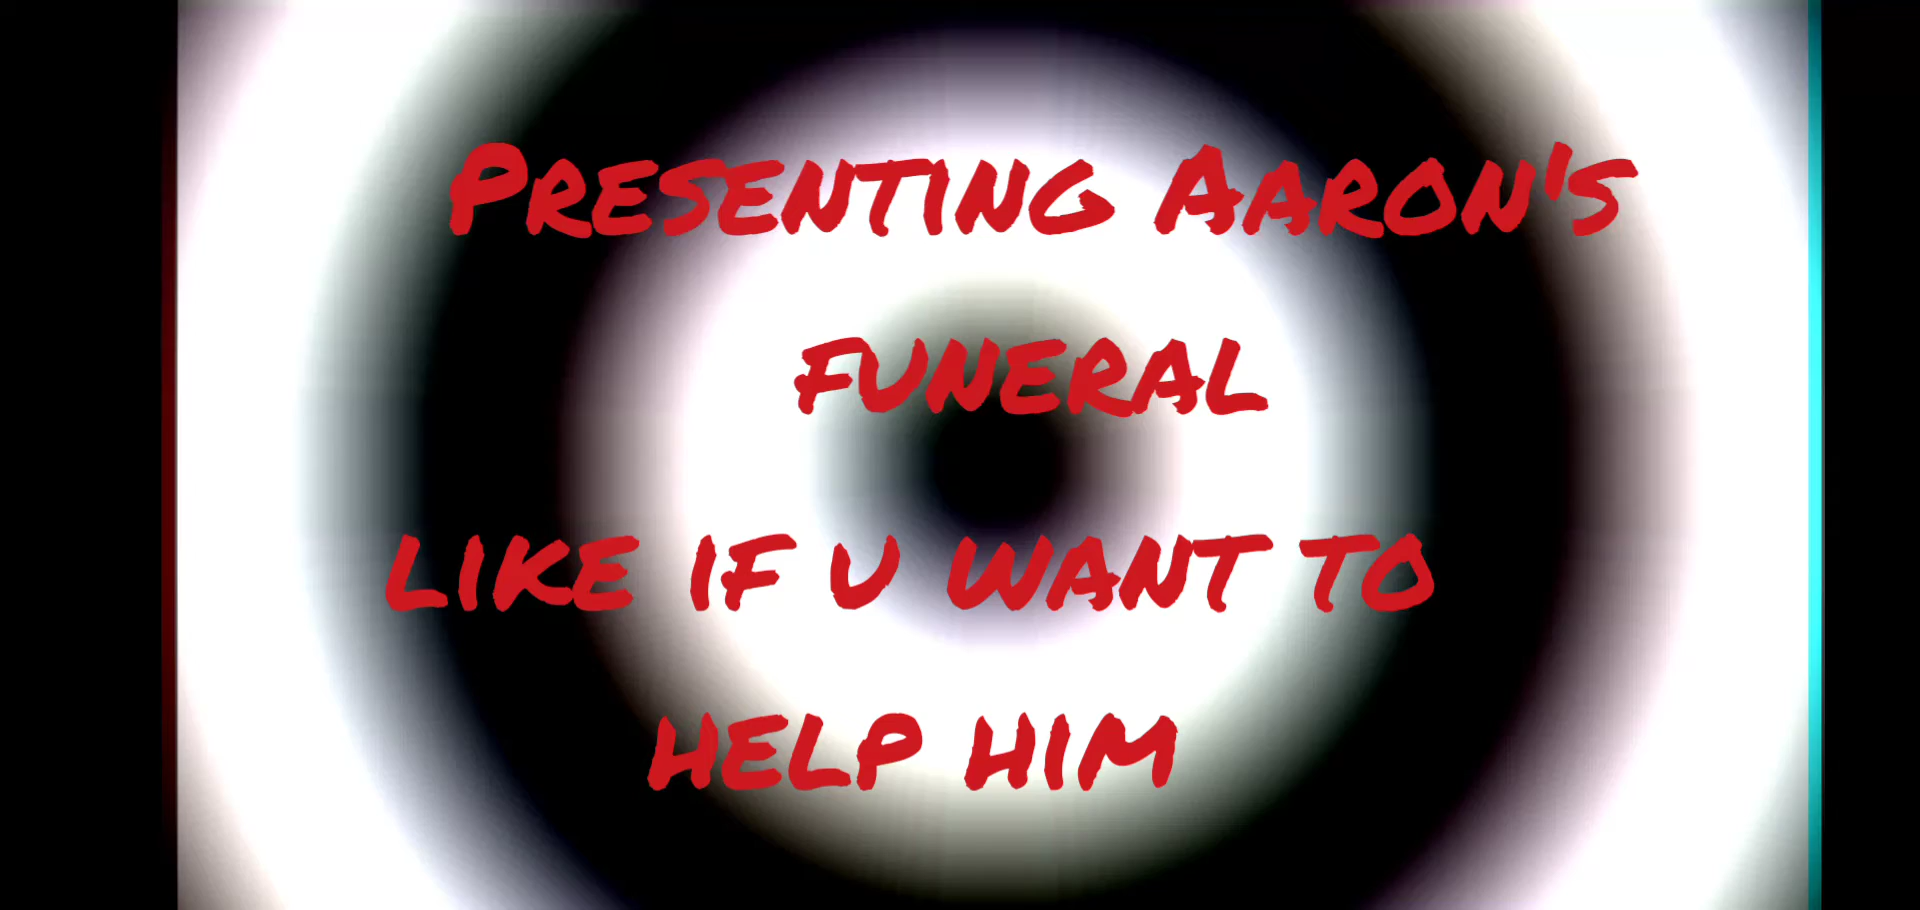 Presenting Aaron's
funeral
like if u want to
help him